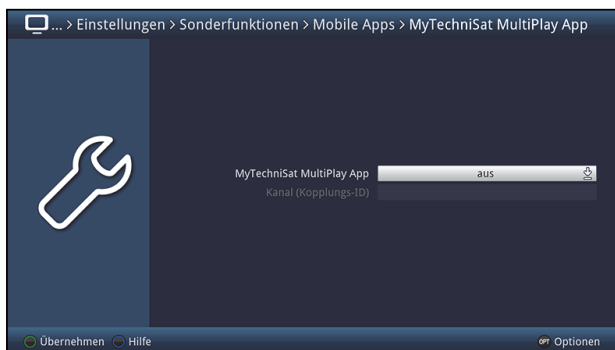 ... > Einstellungen > Sonderfunktionen > Mobile Apps > MyTechniSat MultiPlay App
MyTechniSat MultiPlay App aus
Kanal (Kopplungs-ID)
Übernehmen Hilfe OPT Optionen